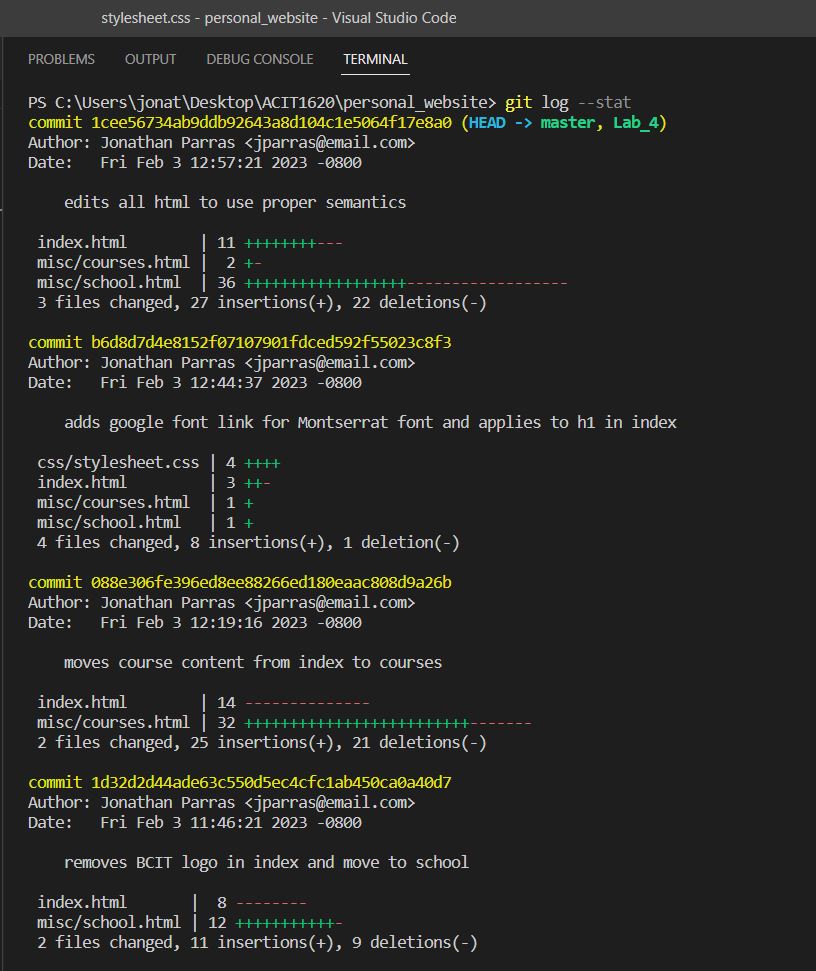 stylesheet.css - personal_website - Visual Studio Code
PROBLEMS OUTPUT DEBUG CONSOLE TERMINAL
PS C:\Users\jonat\Desktop\ACIT1620\personal_website> git log --stat
commit 1cee56734ab9ddb92643a8d104c1e5064f17e8a0 (HEAD -> master, Lab_4)
Author: Jonathan Parras <jparras@email.com>
Date:   Fri Feb 3 12:57:21 2023 -0800
    edits all html to use proper semantics
 index.html        | 11 ++++++++---
 misc/courses.html |  2 +-
 misc/school.html  | 36 ++++++++++++++++++------------------
 3 files changed, 27 insertions(+), 22 deletions(-)
commit b6d8d7d4e8152f07107901fdced592f55023c8f3
Author: Jonathan Parras <jparras@email.com>
Date:   Fri Feb 3 12:44:37 2023 -0800
    adds google font link for Montserrat font and applies to h1 in index
 css/stylesheet.css | 4 ++++
 index.html         | 3 ++-
 misc/courses.html  | 1 +
 misc/school.html   | 1 +
 4 files changed, 8 insertions(+), 1 deletion(-)
commit 088e306fe396ed8ee88266ed180eaac808d9a26b
Author: Jonathan Parras <jparras@email.com>
Date:   Fri Feb 3 12:19:16 2023 -0800
    moves course content from index to courses
 index.html        | 14 --------------
 misc/courses.html | 32 +++++++++++++++++++++++++-------
 2 files changed, 25 insertions(+), 21 deletions(-)
commit 1d32d2d44ade63c550d5ec4cfc1ab450ca0a40d7
Author: Jonathan Parras <jparras@email.com>
Date:   Fri Feb 3 11:46:21 2023 -0800
    removes BCIT logo in index and move to school
 index.html       |  8 --------
 misc/school.html | 12 +++++++++++-
 2 files changed, 11 insertions(+), 9 deletions(-)